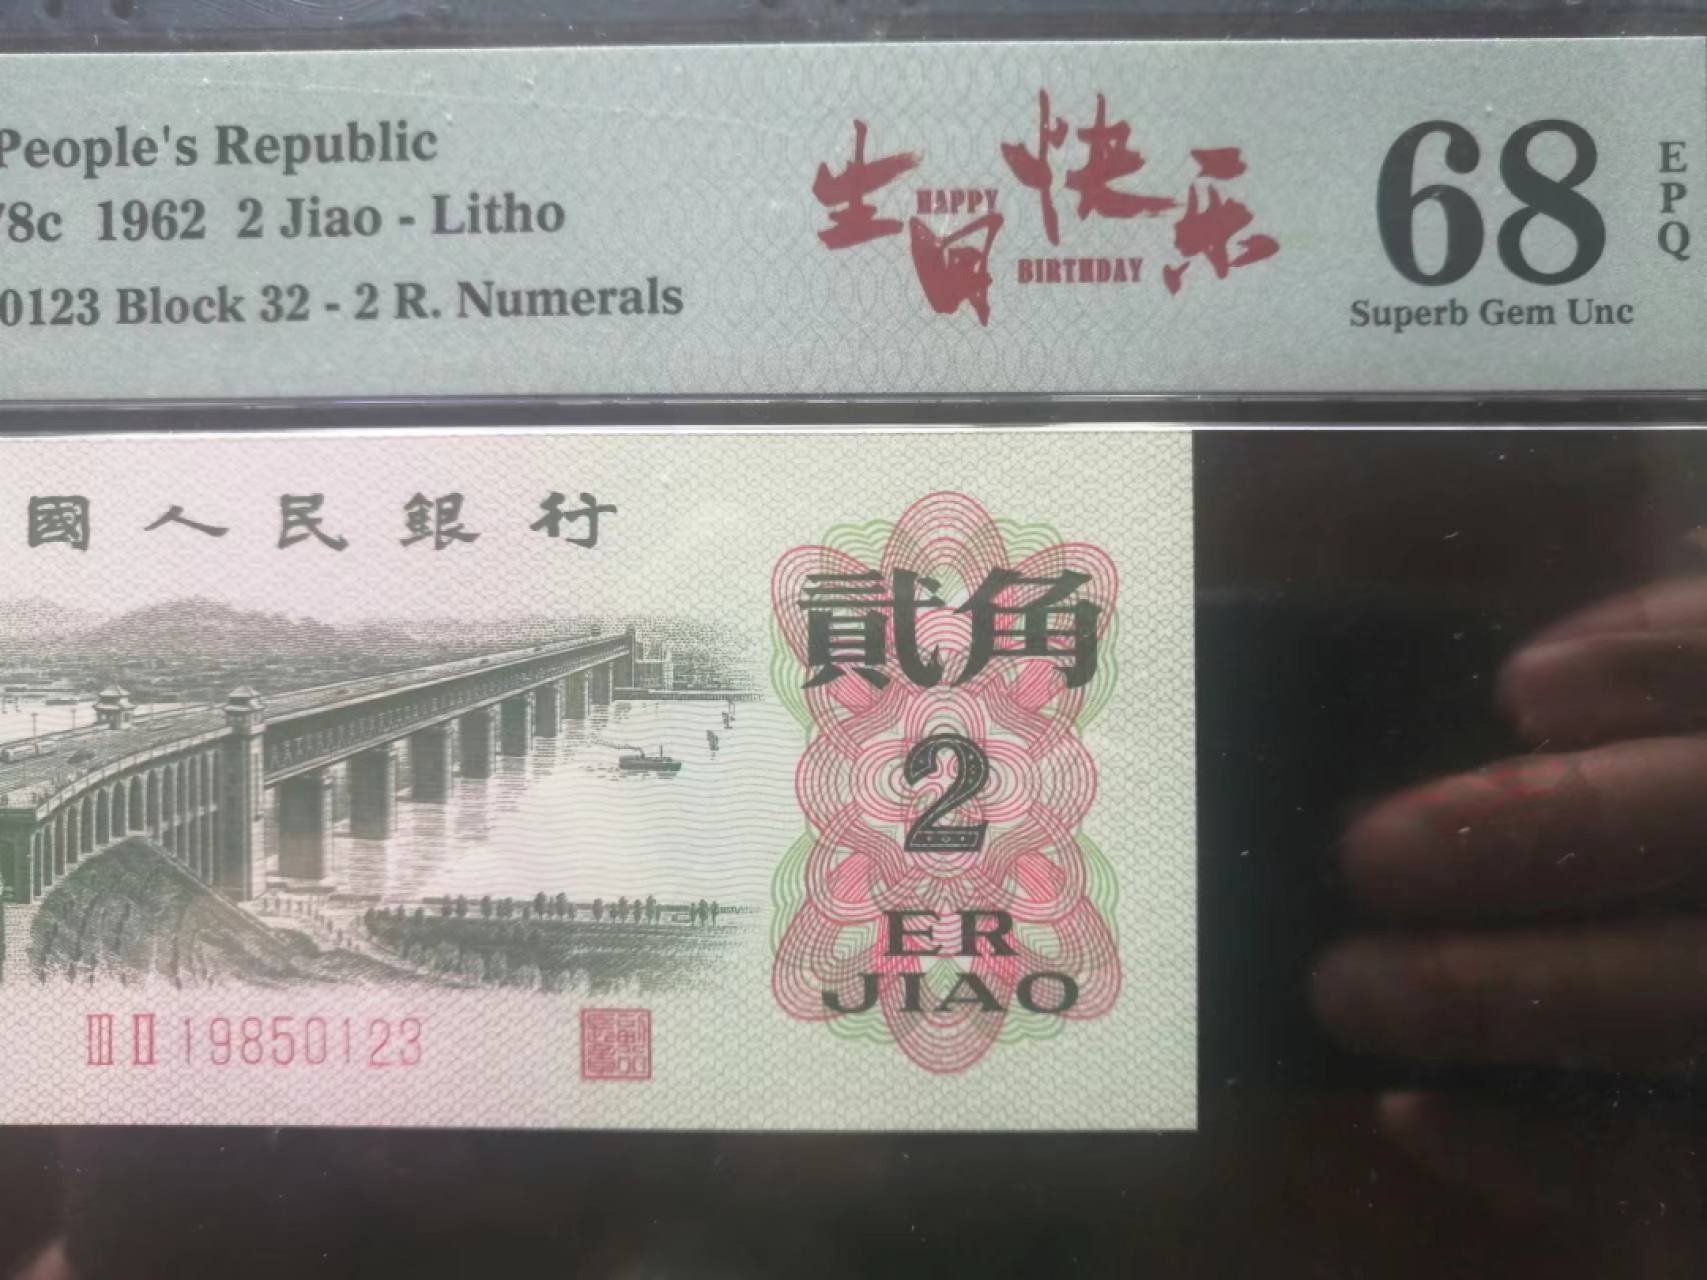 People's Republic
78c 1962 2 Jiao - Litho
0123 Block 32 - 2 R. Numerals
生日快乐
HAPPY
BIRTHDAY
68
EPQ
Superb Gem Unc
國人民銀行
貳角
2
ER
JIAO
III II 19850123